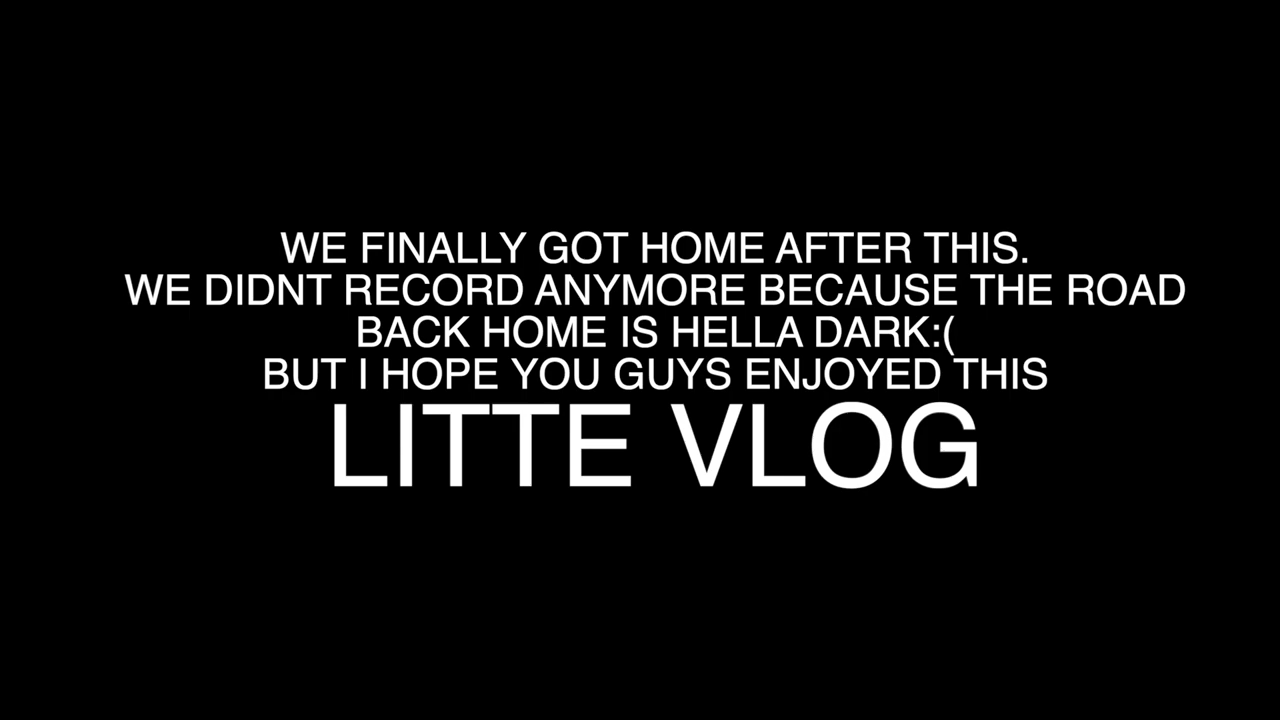 WE FINALLY GOT HOME AFTER THIS.
WE DIDNT RECORD ANYMORE BECAUSE THE ROAD
BACK HOME IS HELLA DARK:(
BUT I HOPE YOU GUYS ENJOYED THIS
LITTE VLOG